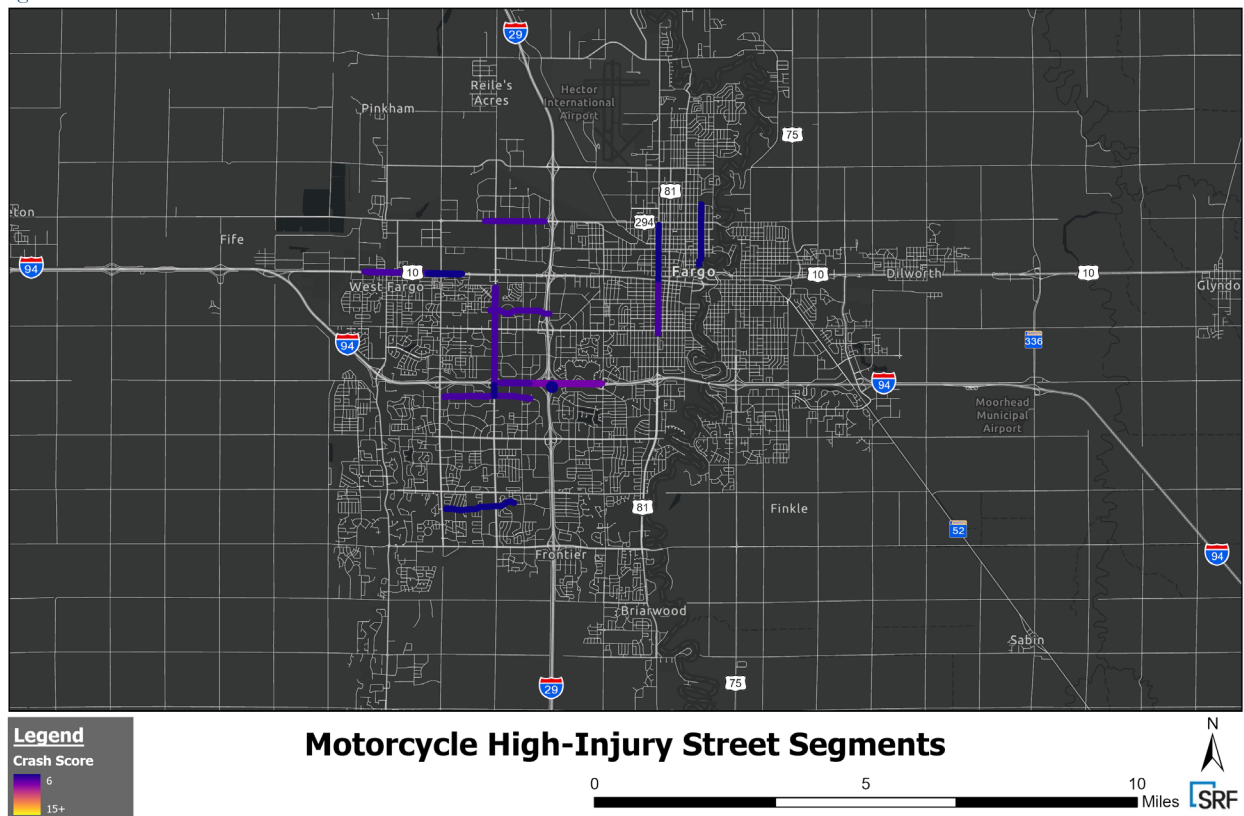 29
Reile's
Acres
Hector
International
Airport
Pinkham
75
81
294
eton
Fife
94
10
Fargo
10
Dilworth
10
West Fargo
Glyndo
94
336
94
Moorhead
Municipal
Airport
81
Finkle
52
94
Frontier
Briarwood
Sabin
29
75
Legend
Crash Score
6
15+
Motorcycle High-Injury Street Segments
0
5
10
Miles
N
SRF